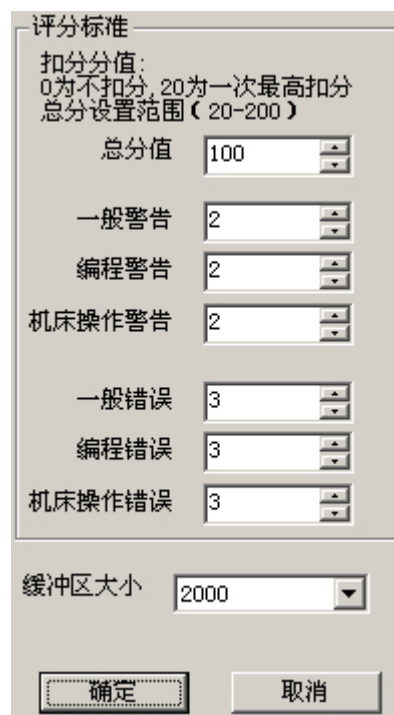 评分标准
扣分分值:
0为不扣分,20为一次最高扣分
总分设置范围(20-200)
总分值 100
一般警告 2
编程警告 2
机床操作警告 2
一般错误 3
编程错误 3
机床操作错误 3
缓冲区大小 2000
确定 取消